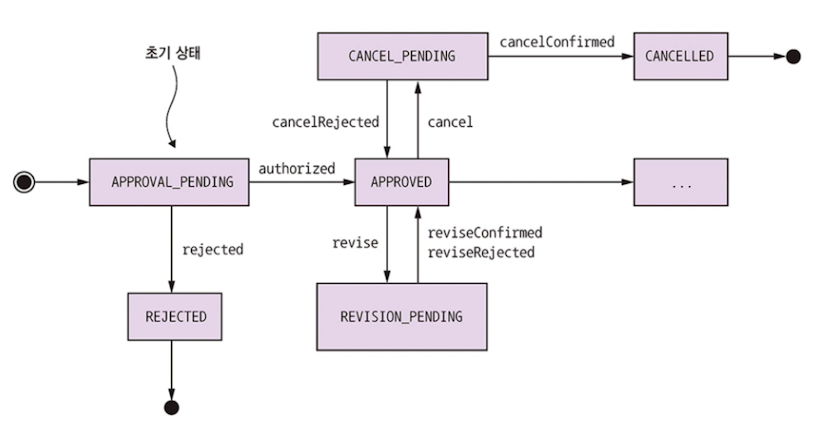 초기 상태
CANCEL_PENDING
cancelConfirmed
CANCELLED
cancelRejected
cancel
APPROVAL_PENDING
authorized
APPROVED
...
rejected
revise
reviseConfirmed
reviseRejected
REJECTED
REVISION_PENDING